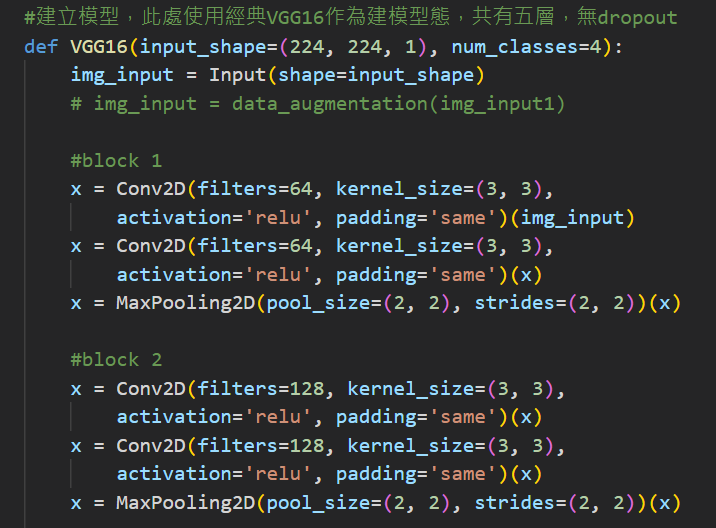 #建立模型，此處使用經典VGG16作為建模型態，共有五層，無dropout
def VGG16(input_shape=(224, 224, 1), num_classes=4):
    img_input = Input(shape=input_shape)
    # img_input = data_augmentation(img_input1)
    #block 1
    x = Conv2D(filters=64, kernel_size=(3, 3),
        activation='relu', padding='same')(img_input)
    x = Conv2D(filters=64, kernel_size=(3, 3),
        activation='relu', padding='same')(x)
    x = MaxPooling2D(pool_size=(2, 2), strides=(2, 2))(x)
    #block 2
    x = Conv2D(filters=128, kernel_size=(3, 3),
        activation='relu', padding='same')(x)
    x = Conv2D(filters=128, kernel_size=(3, 3),
        activation='relu', padding='same')(x)
    x = MaxPooling2D(pool_size=(2, 2), strides=(2, 2))(x)